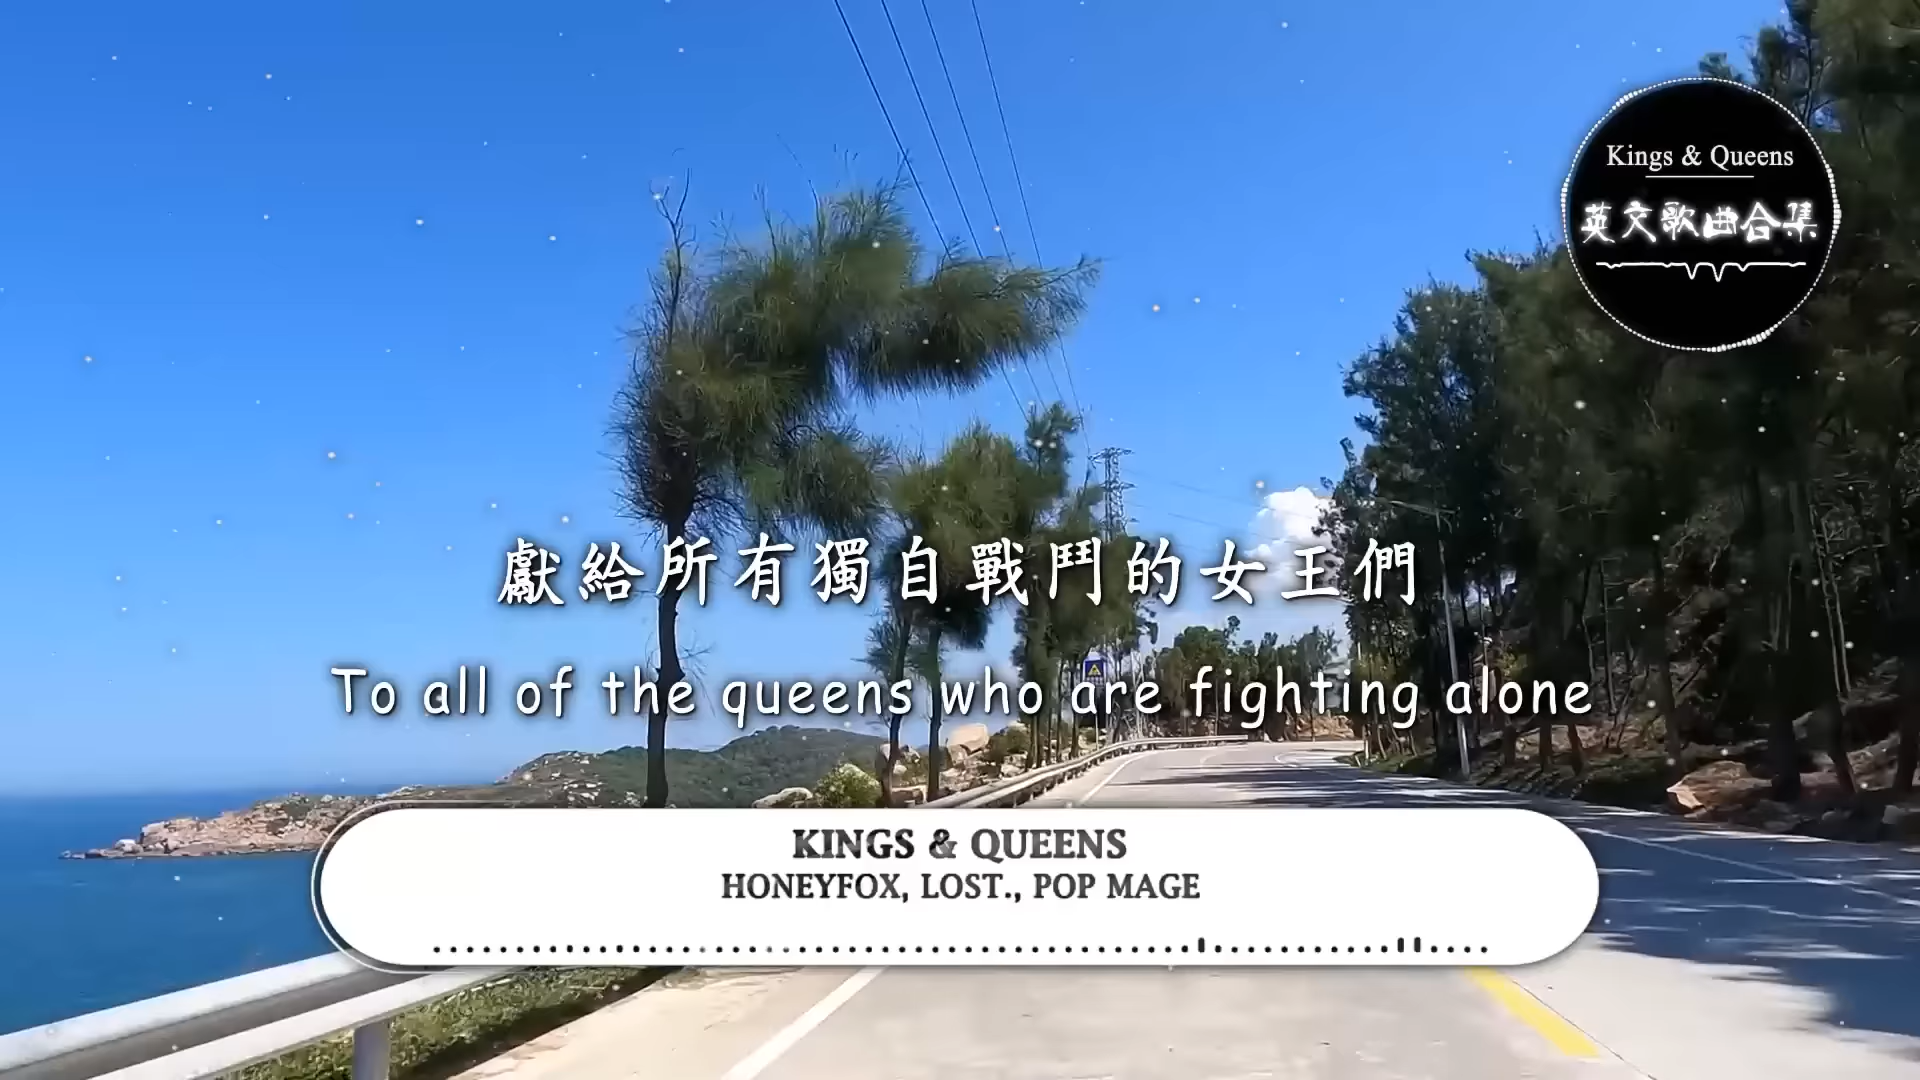 Kings & Queens
英文歌曲合集
獻給所有獨自戰鬥的女王們
To all of the queens who are fighting alone
KINGS & QUEENS
HONEYFOX, LOST., POP MAGE